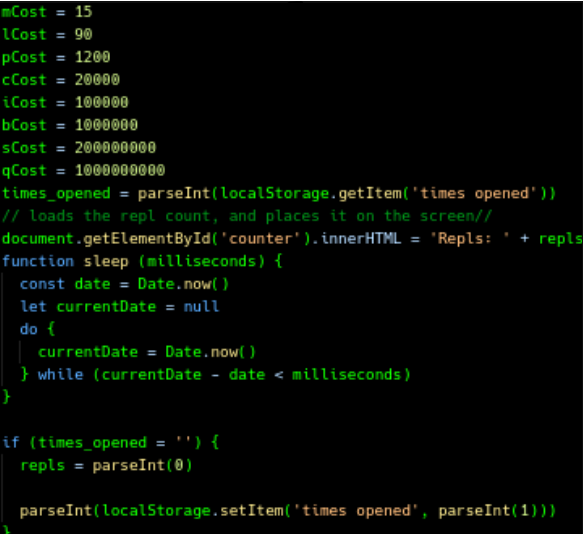 mCost = 15
lCost = 90
pCost = 1200
cCost = 20000
iCost = 100000
bCost = 1000000
sCost = 200000000
qCost = 1000000000
times_opened = parseInt(localStorage.getItem('times opened'))
// loads the repl count, and places it on the screen//
document.getElementById('counter').innerHTML = 'Repls: ' + repls
function sleep (milliseconds) {
  const date = Date.now()
  let currentDate = null
  do {
    currentDate = Date.now()
  } while (currentDate - date < milliseconds)
}
if (times_opened = '') {
  repls = parseInt(0)
  parseInt(localStorage.setItem('times opened', parseInt(1)))
}